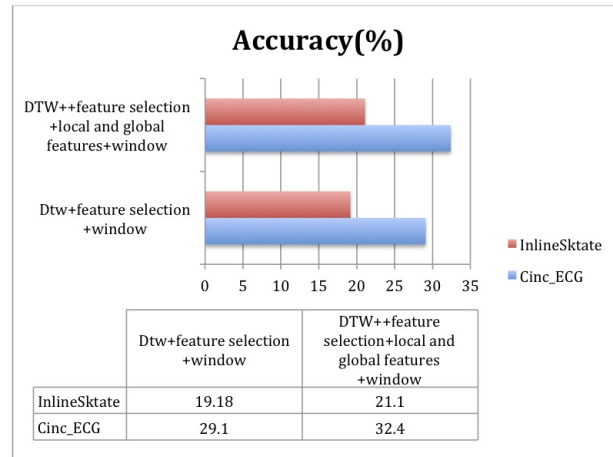 Accuracy(%)
DTW++feature selection
+local and global
features+window
Dtw+feature selection
+window
InlineSktate
Cinc_ECG
0 5 10 15 20 25 30 35
Dtw+feature selection
+window
DTW++feature
selection+local and
global features
+window
InlineSktate 19.18 21.1
Cinc_ECG 29.1 32.4